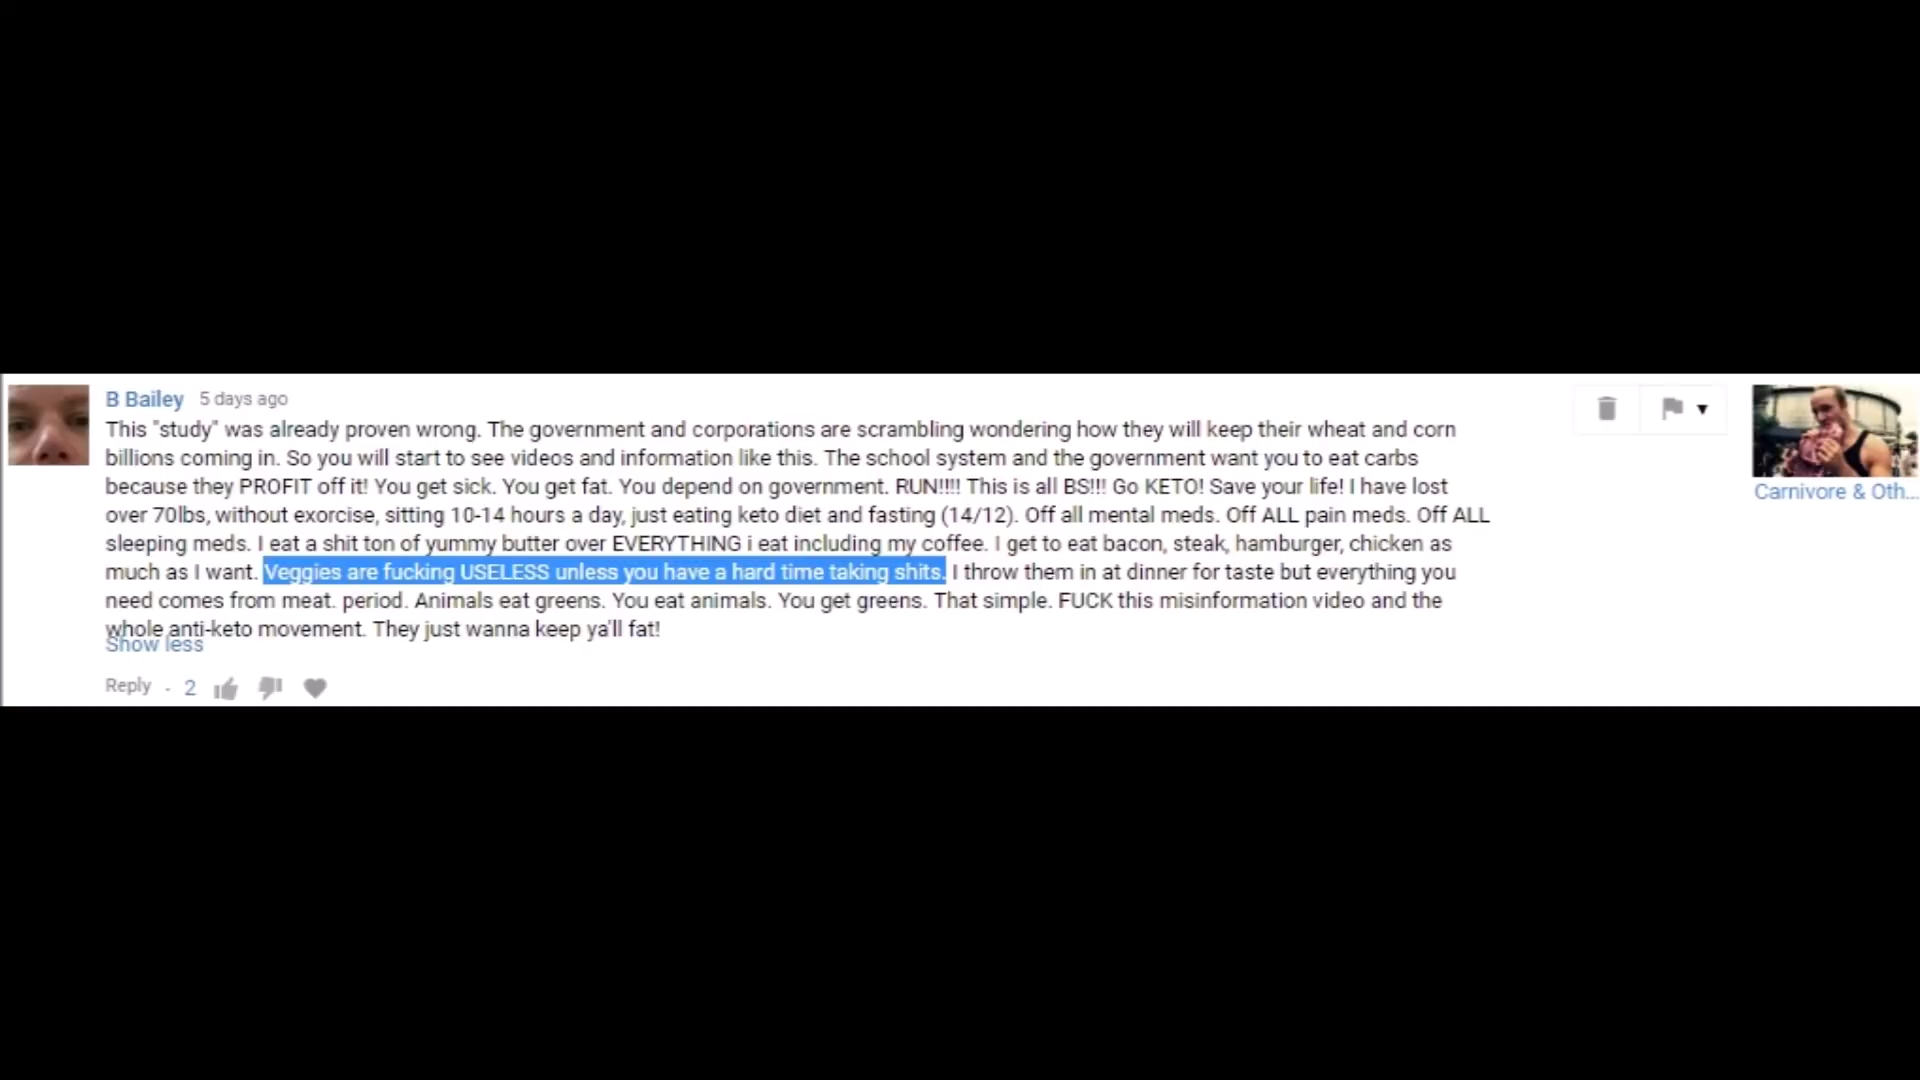 B Bailey 5 days ago
This "study" was already proven wrong. The government and corporations are scrambling wondering how they will keep their wheat and corn
billions coming in. So you will start to see videos and information like this. The school system and the government want you to eat carbs
because they PROFIT off it! You get sick. You get fat. You depend on government. RUN!!!! This is all BS!!! Go KETO! Save your life! I have lost
over 70lbs, without exorcise, sitting 10-14 hours a day, just eating keto diet and fasting (14/12). Off all mental meds. Off ALL pain meds. Off ALL
sleeping meds. I eat a shit ton of yummy butter over EVERYTHING i eat including my coffee. I get to eat bacon, steak, hamburger, chicken as
much as I want. Veggies are fucking USELESS unless you have a hard time taking shits. I throw them in at dinner for taste but everything you
need comes from meat. period. Animals eat greens. You eat animals. You get greens. That simple. FUCK this misinformation video and the
whole anti-keto movement. They just wanna keep ya'll fat!
Show less
Reply · 2
Carnivore & Oth...